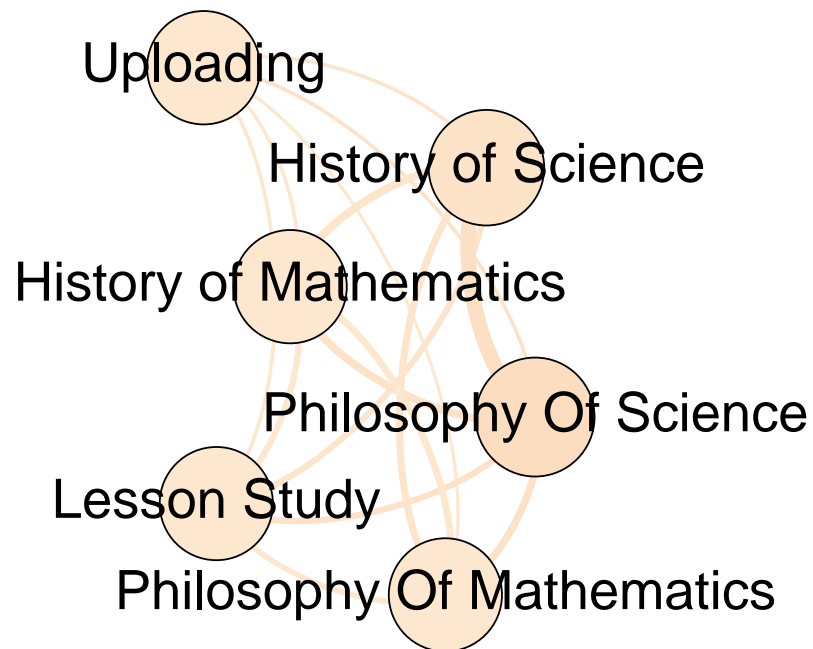 Uploading
History of Science
History of Mathematics
Philosophy Of Science
Lesson Study
Philosophy Of Mathematics